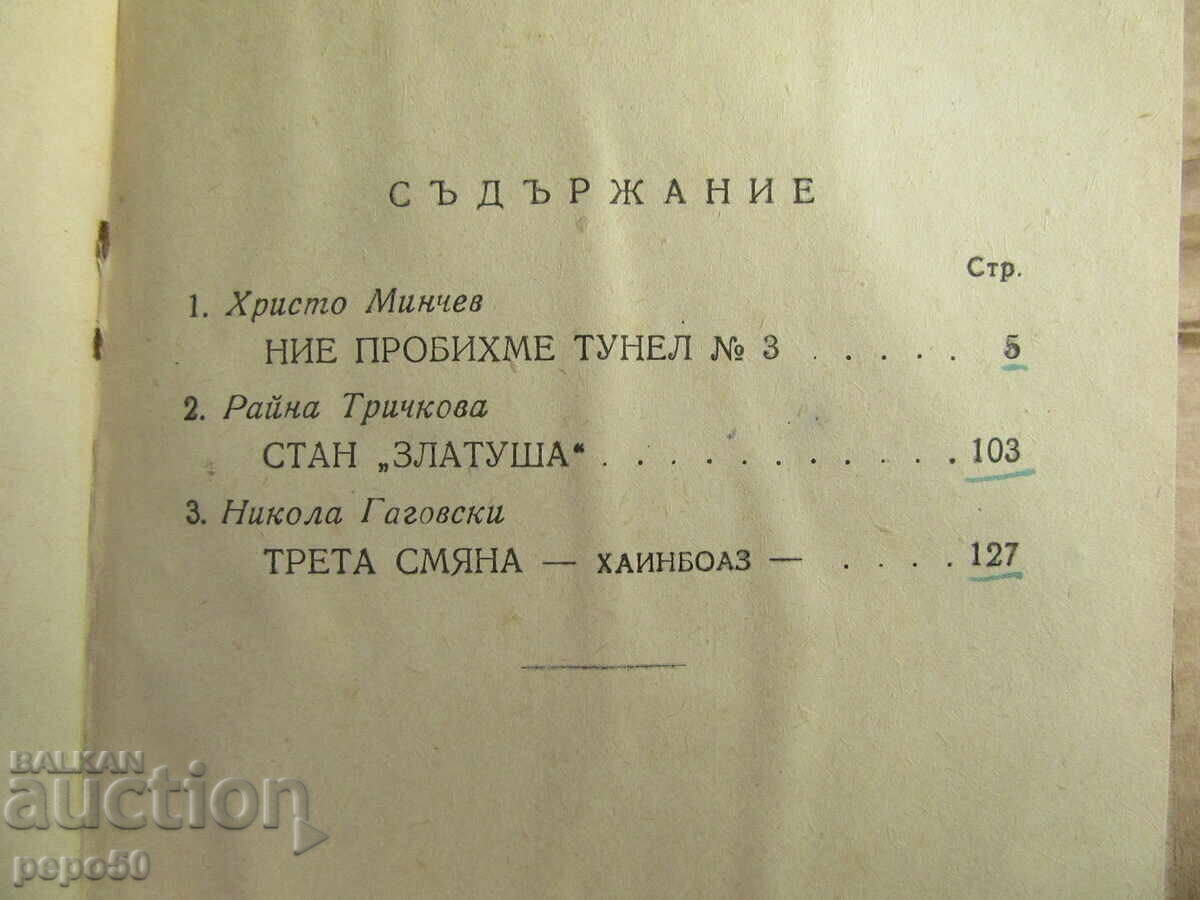 СЪДЪРЖАНИЕ
Стр.
1. Христо Минчев
НИЕ ПРОБИХМЕ ТУНЕЛ № 3 . . . . . 5
2. Райна Тричкова
СТАН „ЗЛАТУША“ . . . . . . . . . . . . 103
3. Никола Гаговски
ТРЕТА СМЯНА — ХАИНБОАЗ — . . . . 127
BALKAN
auction
pepo50